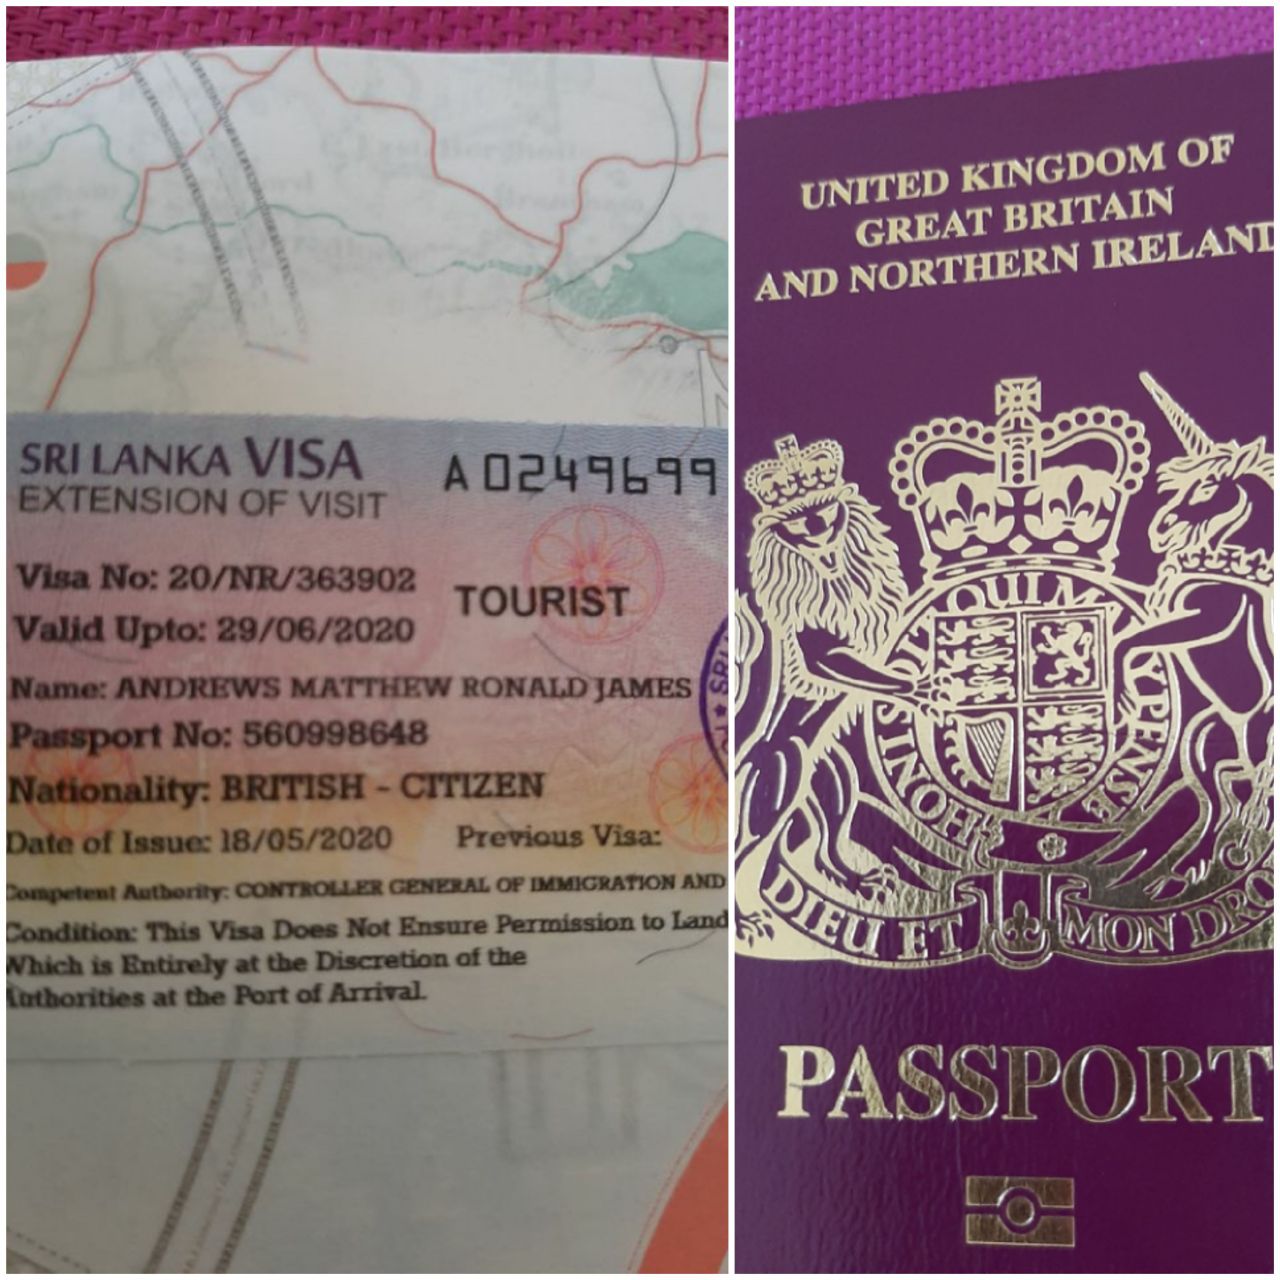 SRI LANKA VISA
EXTENSION OF VISIT
A 0249699
Visa No: 20/NR/363902
TOURIST
Valid Upto: 29/06/2020
Name: ANDREWS MATTHEW RONALD JAMES
Passport No: 560998648
Nationality: BRITISH - CITIZEN
Date of Issue: 18/05/2020 Previous Visa:
Competent Authority: CONTROLLER GENERAL OF IMMIGRATION AND
Condition: This Visa Does Not Ensure Permission to Land
Which is Entirely at the Discretion of the
Authorities at the Port of Arrival.
SRI
UNITED KINGDOM OF
GREAT BRITAIN
AND NORTHERN IRELAND
HONI SOIT QUI MAL Y PENSE
DIEU ET MON DRO
PASSPORT